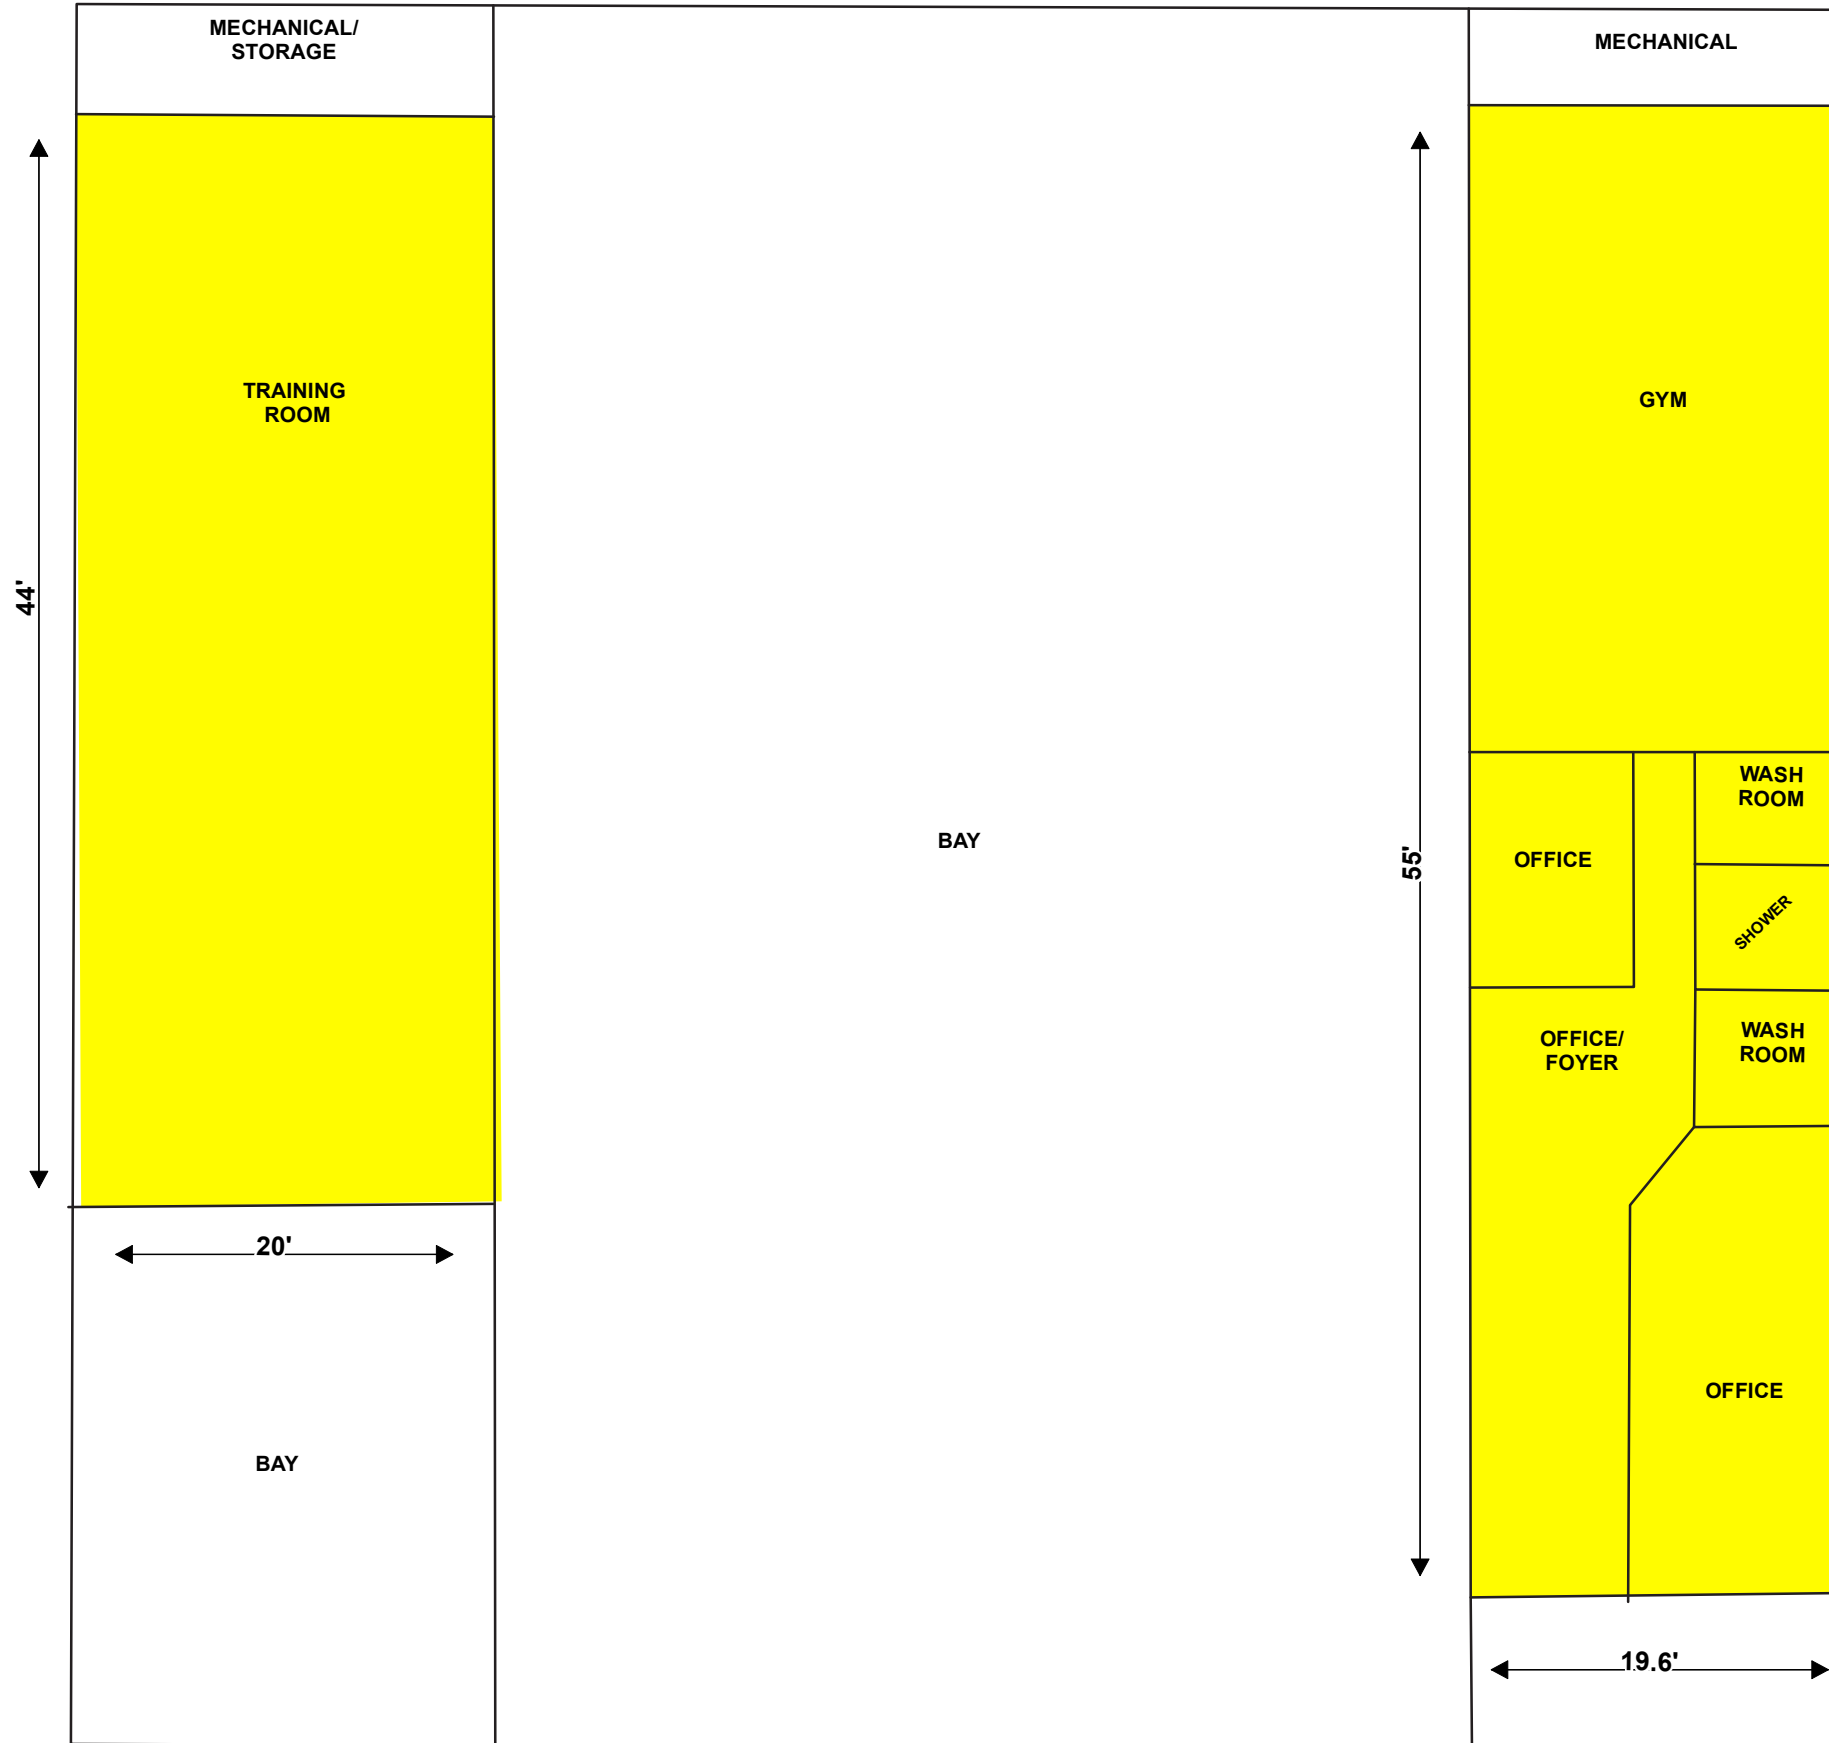 MECHANICAL/
STORAGE
MECHANICAL
TRAINING
ROOM
GYM
44'
WASH
ROOM
BAY
55'
OFFICE
SHOWER
OFFICE/
FOYER
WASH
ROOM
20'
OFFICE
BAY
19.6'